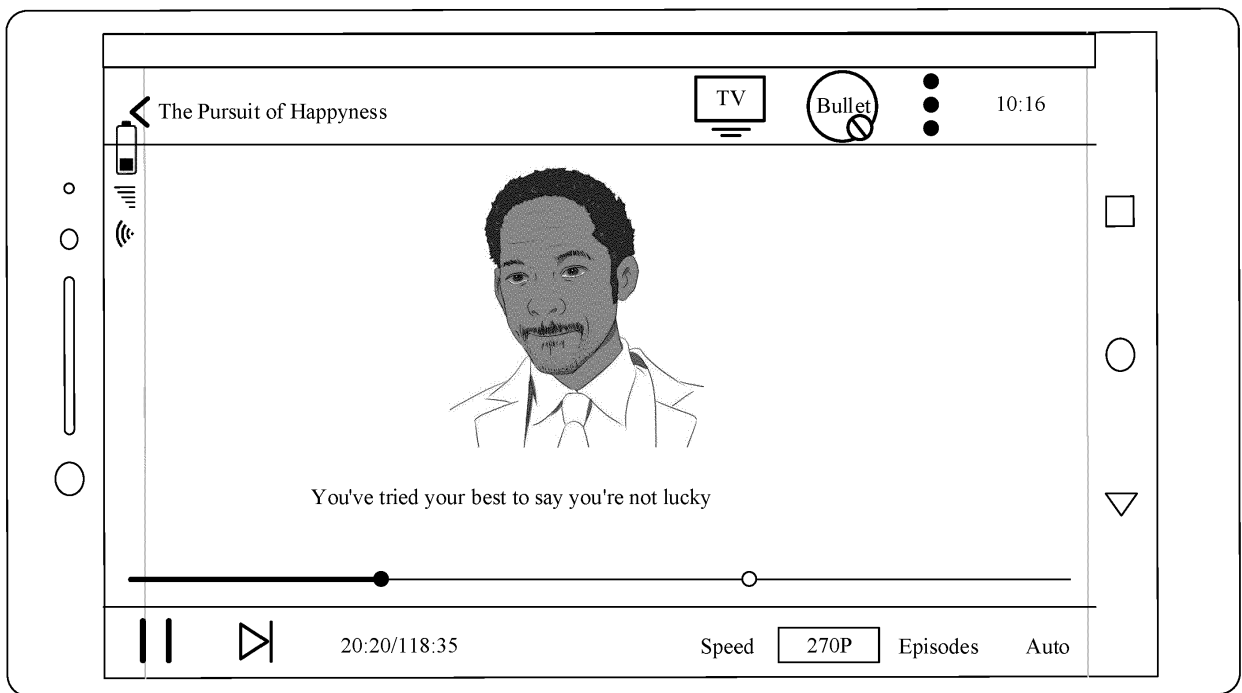 The Pursuit of Happyness TV Bullet 10:16
You've tried your best to say you're not lucky
20:20/118:35 Speed 270P Episodes Auto